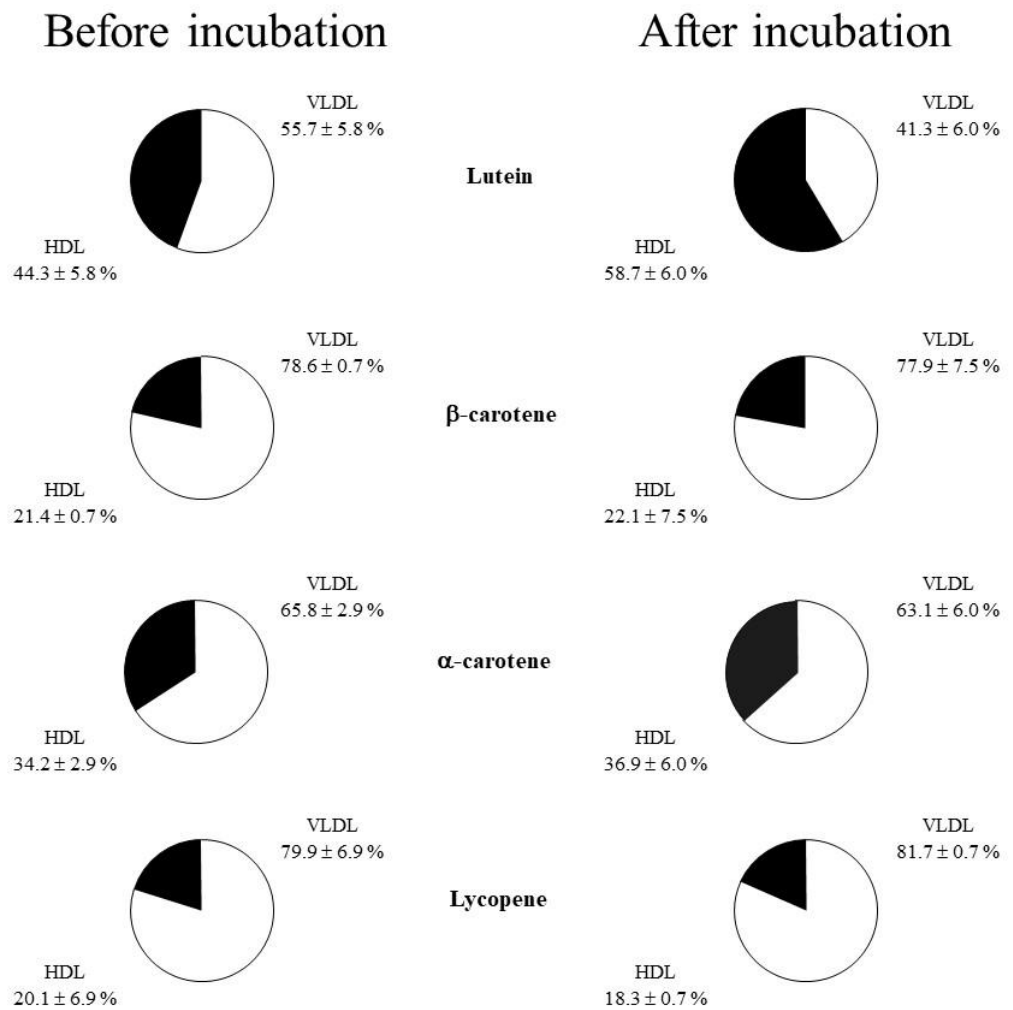 Before incubation
After incubation
VLDL
55.7 ± 5.8 %
VLDL
41.3 ± 6.0 %
Lutein
HDL
44.3 ± 5.8 %
HDL
58.7 ± 6.0 %
VLDL
78.6 ± 0.7 %
VLDL
77.9 ± 7.5 %
β-carotene
HDL
21.4 ± 0.7 %
HDL
22.1 ± 7.5 %
VLDL
65.8 ± 2.9 %
VLDL
63.1 ± 6.0 %
α-carotene
HDL
34.2 ± 2.9 %
HDL
36.9 ± 6.0 %
VLDL
79.9 ± 6.9 %
VLDL
81.7 ± 0.7 %
Lycopene
HDL
20.1 ± 6.9 %
HDL
18.3 ± 0.7 %